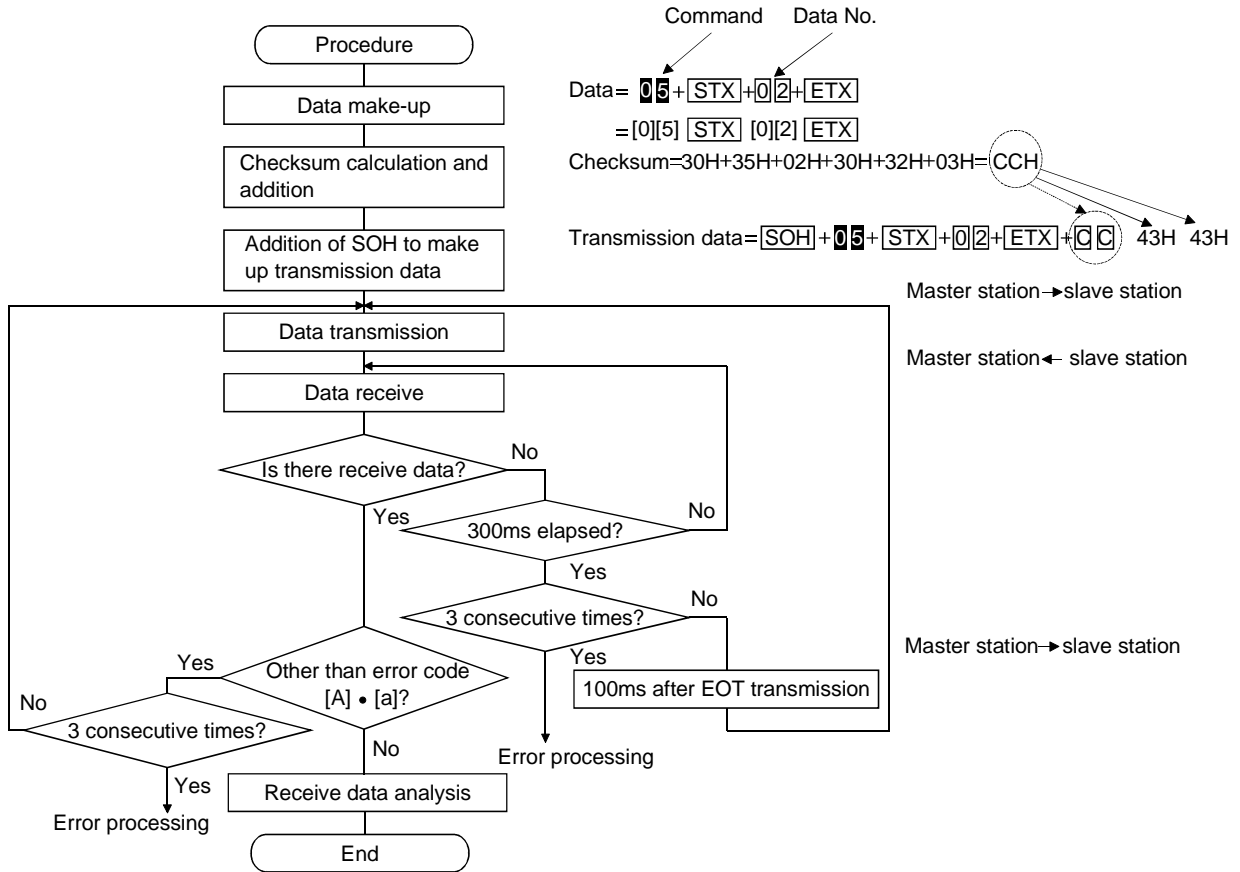 Procedure
Data make-up
Checksum calculation and
addition
Addition of SOH to make
up transmission data
Data transmission
Data receive
Is there receive data?
No
Yes
300ms elapsed?
No
Yes
3 consecutive times?
No
Yes
100ms after EOT transmission
Error processing
Other than error code
[A] • [a]?
Yes
No
3 consecutive times?
No
Yes
Error processing
Receive data analysis
End
Command Data No.
Data= 0 5 + STX + 0 2 + ETX
=[0][5] STX [0][2] ETX
Checksum=30H+35H+02H+30H+32H+03H= CCH
Transmission data= SOH + 0 5 + STX + 0 2 + ETX + C C 43H 43H
Master station→slave station
Master station← slave station
Master station→slave station